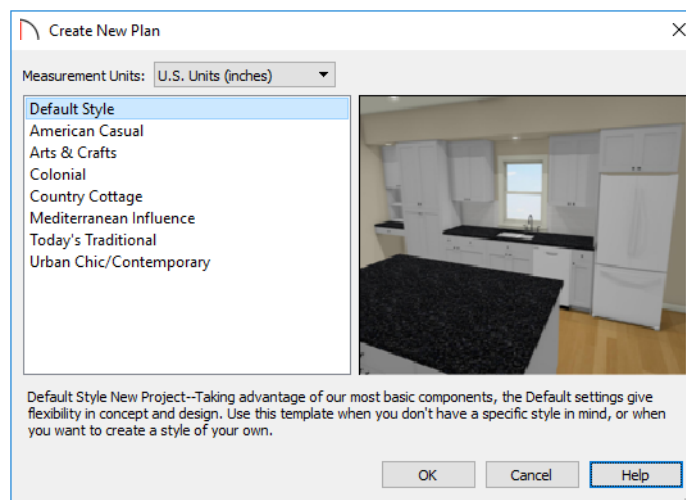 Create New Plan
Measurement Units: U.S. Units (inches)
Default Style
American Casual
Arts & Crafts
Colonial
Country Cottage
Mediterranean Influence
Today's Traditional
Urban Chic/Contemporary
Default Style New Project--Taking advantage of our most basic components, the Default settings give
flexibility in concept and design. Use this template when you don't have a specific style in mind, or when
you want to create a style of your own.
OK Cancel Help